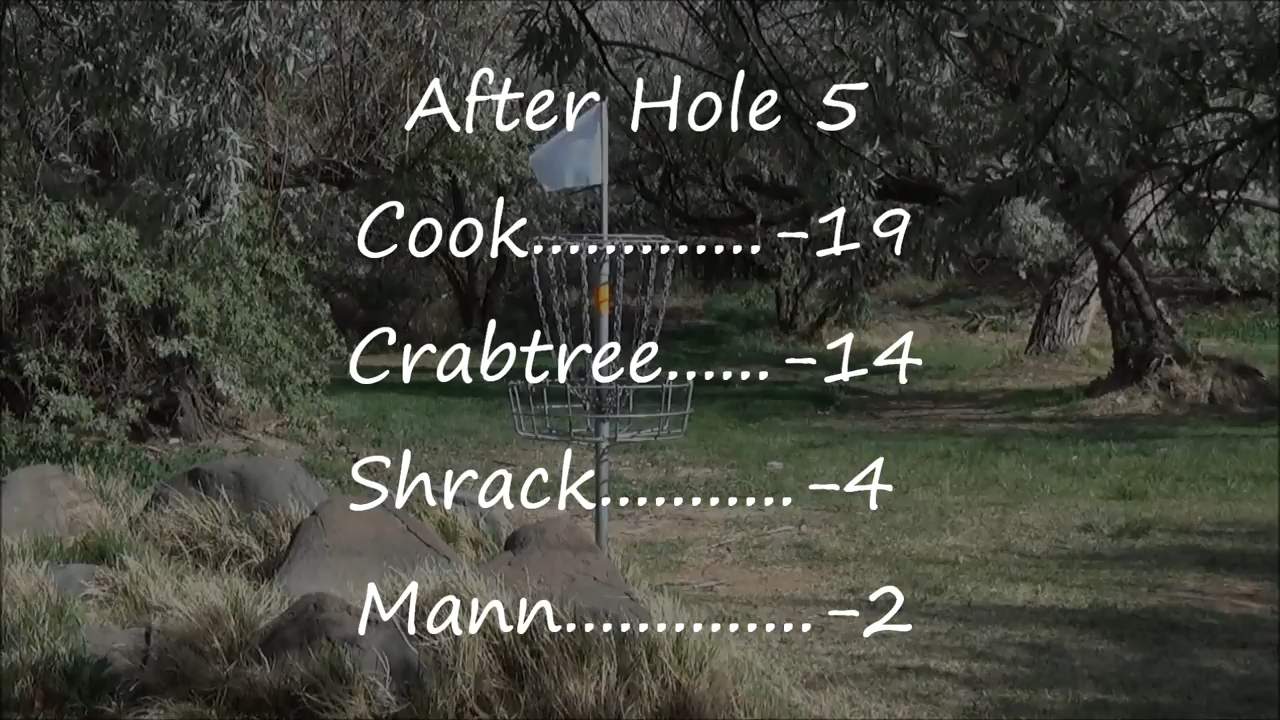 After Hole 5
Cook.............-19
Crabtree......-14
Shrack...........-4
Mann..............-2